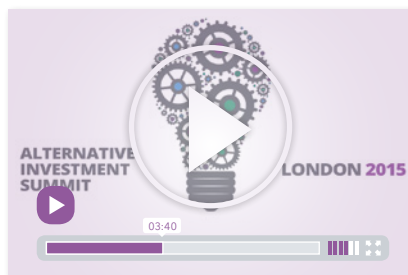 ALTERNATIVE
INVESTMENT
SUMMIT
LONDON 2015
03:40